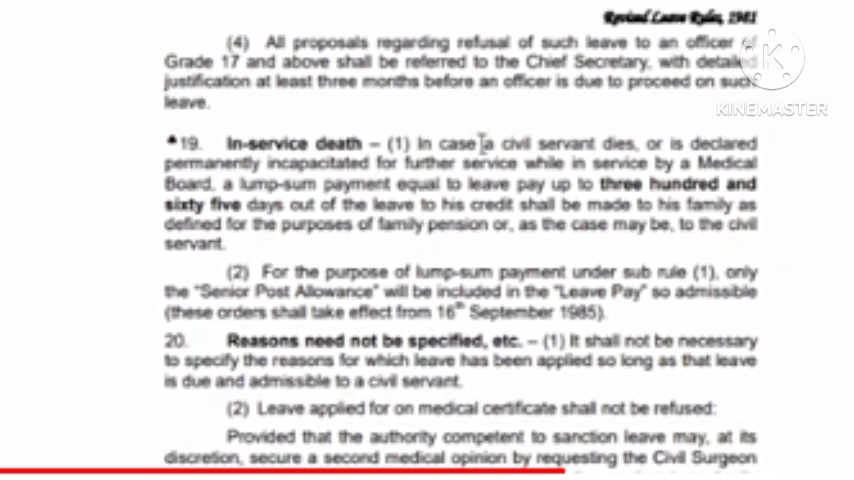 Revised Leave Rules, 1981
(4) All proposals regarding refusal of such leave to an officer of
Grade 17 and above shall be referred to the Chief Secretary, with detailed
justification at least three months before an officer is due to proceed on such
leave.
K
KINEMASTER
19. In-service death – (1) In case a civil servant dies, or is declared
permanently incapacitated for further service while in service by a Medical
Board, a lump-sum payment equal to leave pay up to three hundred and
sixty five days out of the leave to his credit shall be made to his family as
defined for the purposes of family pension or, as the case may be, to the civil
servant.
(2) For the purpose of lump-sum payment under sub rule (1), only
the "Senior Post Allowance" will be included in the "Leave Pay" so admissible
(these orders shall take effect from 16th September 1985).
20. Reasons need not be specified, etc. – (1) It shall not be necessary
to specify the reasons for which leave has been applied so long as that leave
is due and admissible to a civil servant.
(2) Leave applied for on medical certificate shall not be refused:
Provided that the authority competent to sanction leave may, at its
discretion, secure a second medical opinion by requesting the Civil Surgeon